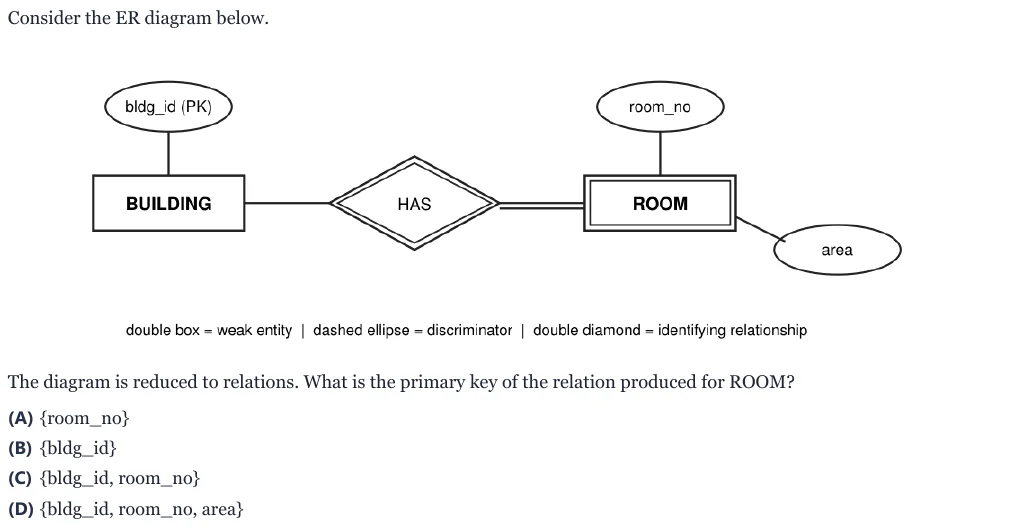 Consider the ER diagram below.
bldg_id (PK)
room_no
BUILDING
HAS
ROOM
area
double box = weak entity | dashed ellipse = discriminator | double diamond = identifying relationship
The diagram is reduced to relations. What is the primary key of the relation produced for ROOM?
(A) {room_no}
(B) {bldg_id}
(C) {bldg_id, room_no}
(D) {bldg_id, room_no, area}